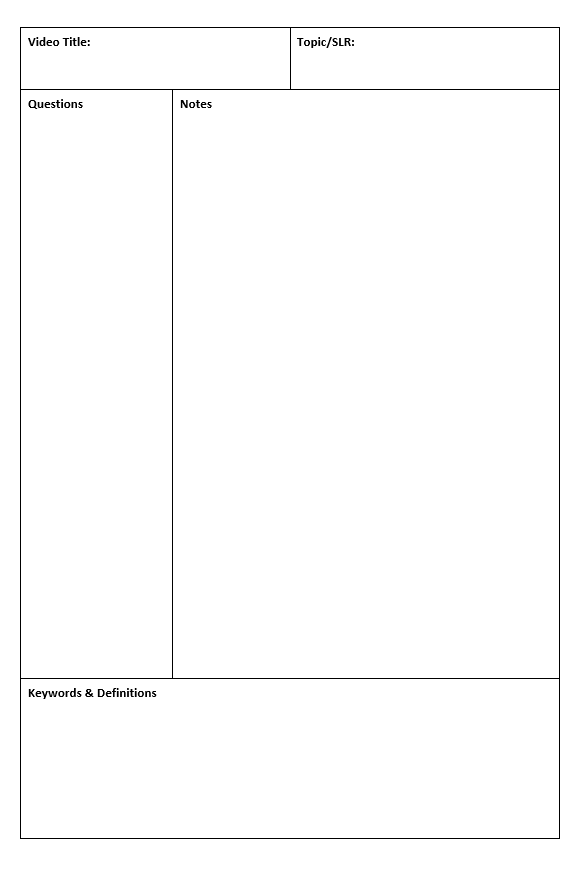 Video Title:
Topic/SLR:
Questions
Notes
Keywords & Definitions